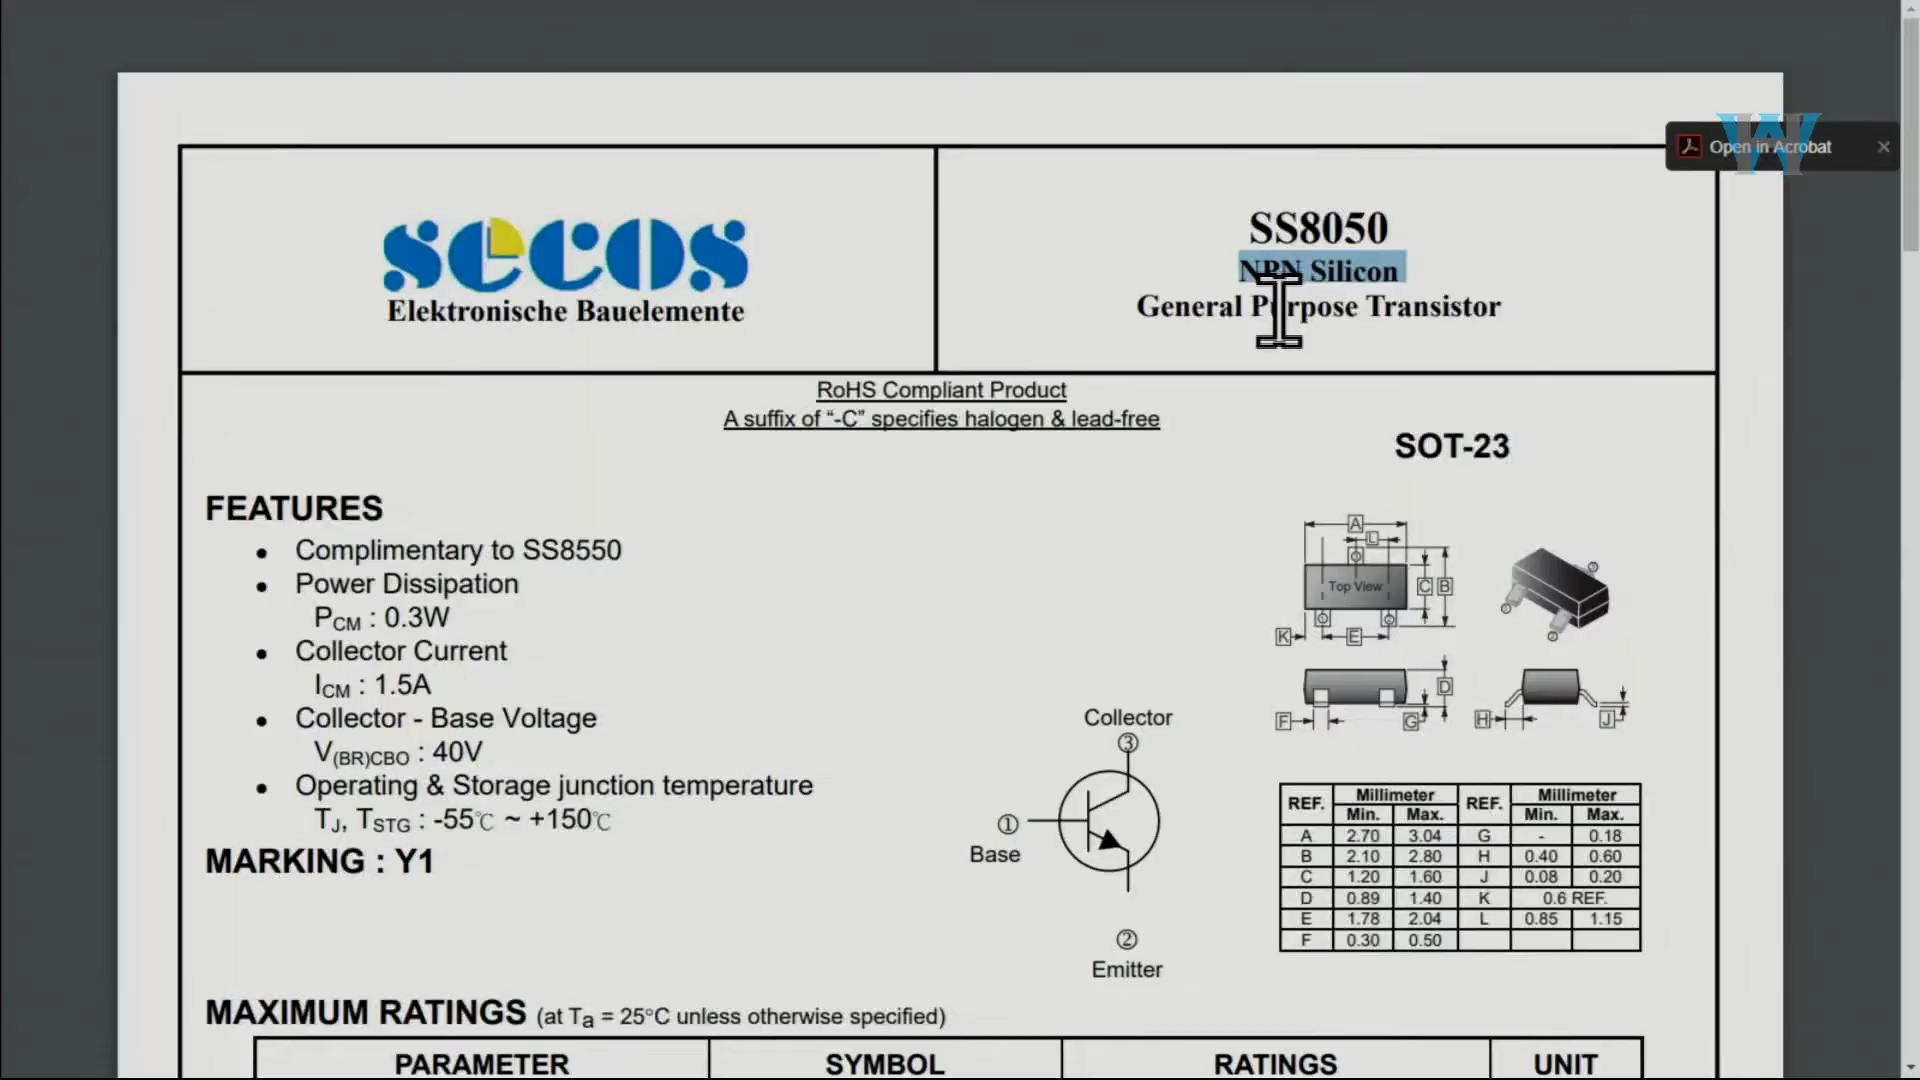 Open in Acrobat
secos
Elektronische Bauelemente
SS8050
NPN Silicon
General Purpose Transistor
RoHS Compliant Product
A suffix of “-C” specifies halogen & lead-free
SOT-23
FEATURES
• Complimentary to SS8550
• Power Dissipation
PCM : 0.3W
• Collector Current
ICM : 1.5A
• Collector - Base Voltage
V(BR)CBO : 40V
• Operating & Storage junction temperature
TJ, TSTG : -55℃ ~ +150℃
MARKING : Y1
Collector
③
①
Base
②
Emitter
A
L
Top View
C B
K E
D
F G
H J
REF. Millimeter REF. Millimeter
Min. Max. Min. Max.
A 2.70 3.04 G - 0.18
B 2.10 2.80 H 0.40 0.60
C 1.20 1.60 J 0.08 0.20
D 0.89 1.40 K 0.6 REF.
E 1.78 2.04 L 0.85 1.15
F 0.30 0.50
MAXIMUM RATINGS (at Ta = 25°C unless otherwise specified)
PARAMETER SYMBOL RATINGS UNIT